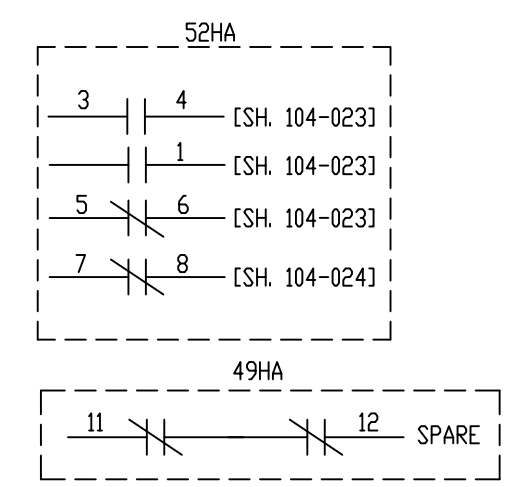 52HA
3 4 [SH. 104-023]
1 [SH. 104-023]
5 6 [SH. 104-023]
7 8 [SH. 104-024]
49HA
11 12 SPARE